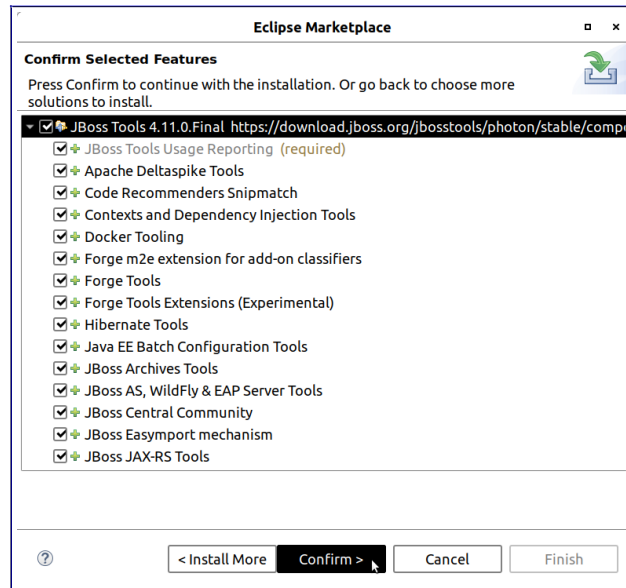 Eclipse Marketplace
Confirm Selected Features
Press Confirm to continue with the installation. Or go back to choose more
solutions to install.
JBoss Tools 4.11.0.Final https://download.jboss.org/jbosstools/photon/stable/compo
JBoss Tools Usage Reporting (required)
Apache Deltaspike Tools
Code Recommenders Snipmatch
Contexts and Dependency Injection Tools
Docker Tooling
Forge m2e extension for add-on classifiers
Forge Tools
Forge Tools Extensions (Experimental)
Hibernate Tools
Java EE Batch Configuration Tools
JBoss Archives Tools
JBoss AS, WildFly & EAP Server Tools
JBoss Central Community
JBoss Easymport mechanism
JBoss JAX-RS Tools
? < Install More Confirm > Cancel Finish